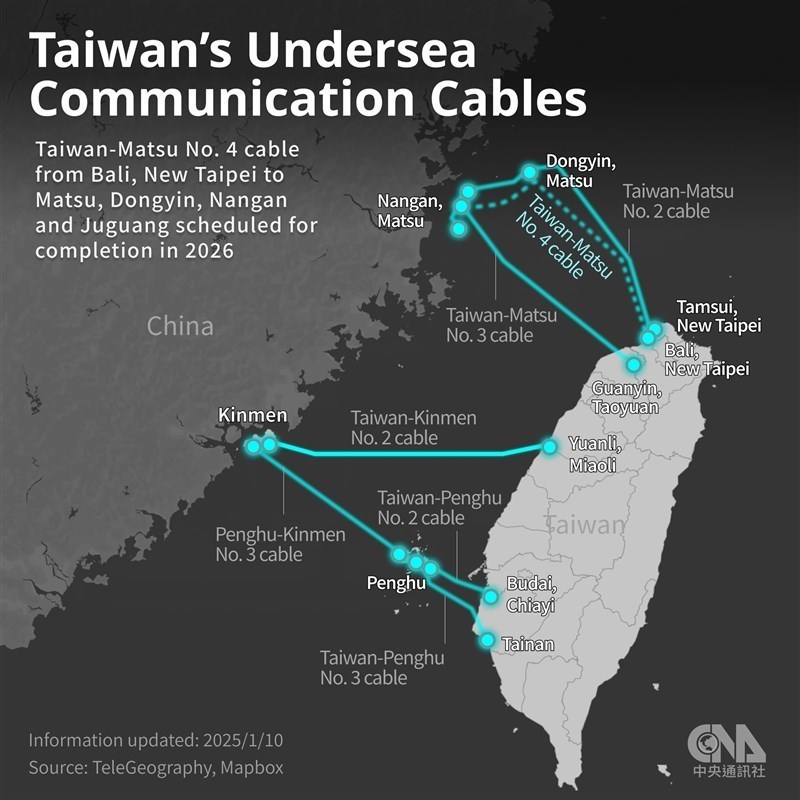 Taiwan's Undersea
Communication Cables
Taiwan-Matsu No. 4 cable
from Bali, New Taipei to
Matsu, Dongyin, Nangan
and Juguang scheduled for
completion in 2026
Dongyin,
Matsu
Nangan,
Matsu
Taiwan-Matsu
No. 2 cable
Taiwan-Matsu
No. 4 cable
Taiwan-Matsu
No. 3 cable
China
Tamsui,
New Taipei
Bali,
New Taipei
Guanyin,
Taoyuan
Kinmen
Taiwan-Kinmen
No. 2 cable
Yuanli,
Miaoli
Taiwan-Penghu
No. 2 cable
Taiwan
Penghu-Kinmen
No. 3 cable
Penghu
Budai,
Chiayi
Tainan
Taiwan-Penghu
No. 3 cable
Information updated: 2025/1/10
Source: TeleGeography, Mapbox
CNA
中央通訊社